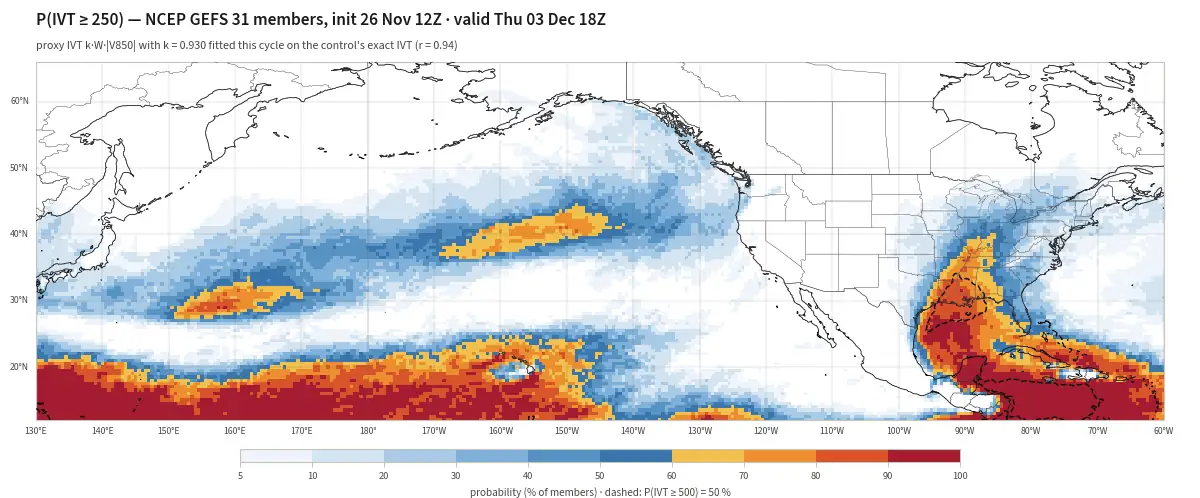 P(IVT ≥ 250) — NCEP GEFS 31 members, init 26 Nov 12Z · valid Thu 03 Dec 18Z
proxy IVT k·W·|V850| with k = 0.930 fitted this cycle on the control's exact IVT (r = 0.94)
60°N
50°N
40°N
30°N
20°N
130°E 140°E 150°E 160°E 170°E 180° 170°W 160°W 150°W 140°W 130°W 120°W 110°W 100°W 90°W 80°W 70°W 60°W
5 10 20 30 40 50 60 70 80 90 100
probability (% of members) · dashed: P(IVT ≥ 500) = 50 %